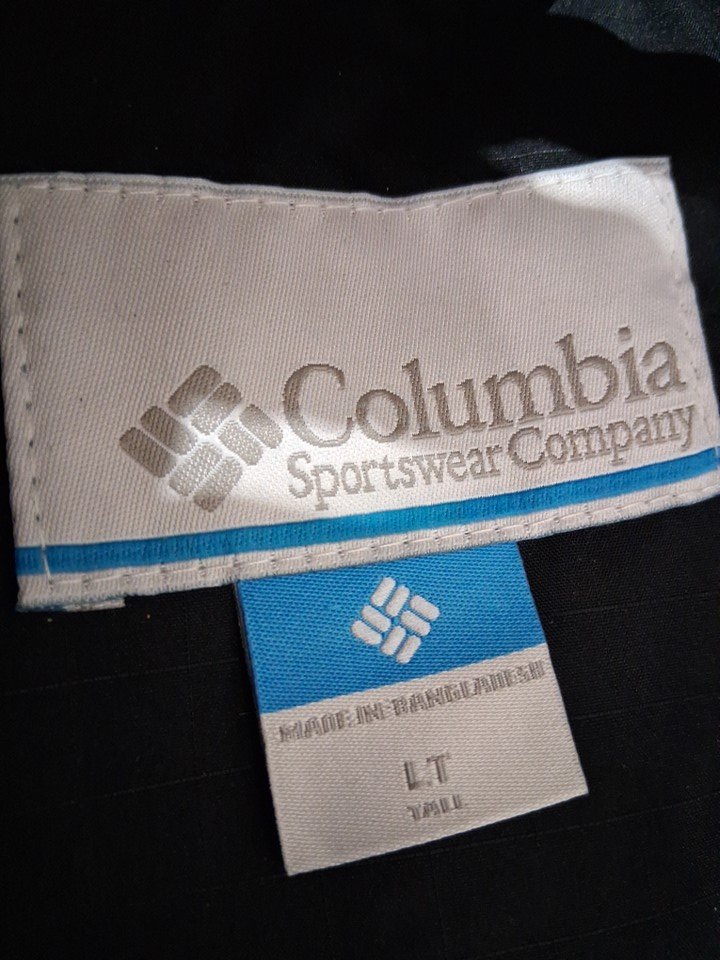 Columbia
Sportswear Company
MADE IN BANGLADESH
LT
TALL